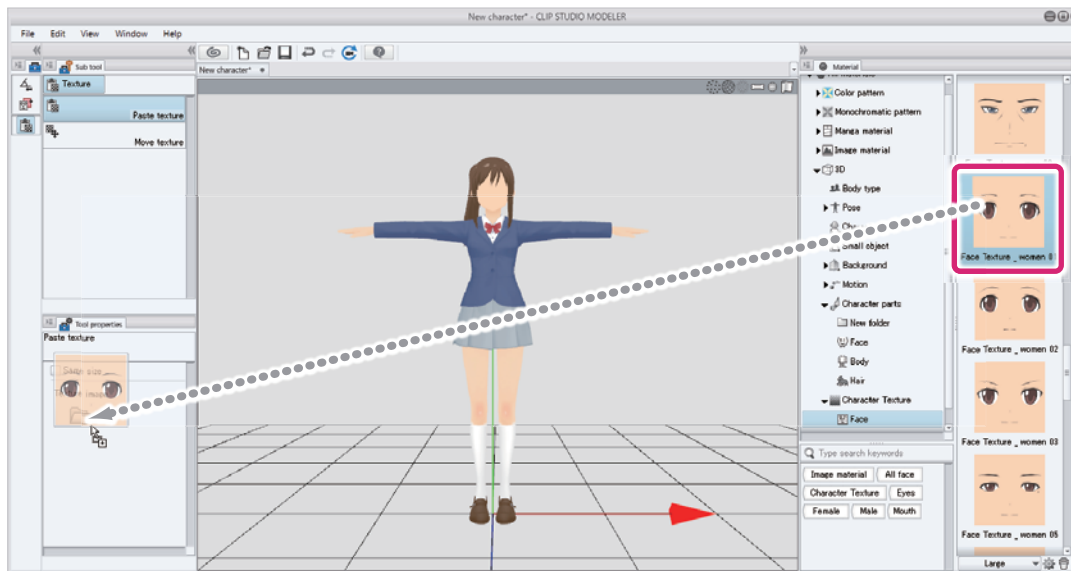 New character* - CLIP STUDIO MODELER
File Edit View Window Help
Sub tool
New character*
Material
Texture
Paste texture
Move texture
Color pattern
Monochromatic pattern
Manga material
Image material
3D
Body type
Pose
Small object
Background
Motion
Character parts
New folder
Face
Body
Hair
Character Texture
Face
Face Texture _ women 01
Face Texture _ women 02
Face Texture _ women 03
Face Texture _ women 05
Tool properties
Paste texture
Type search keywords
Image material All face
Character Texture Eyes
Female Male Mouth
Large